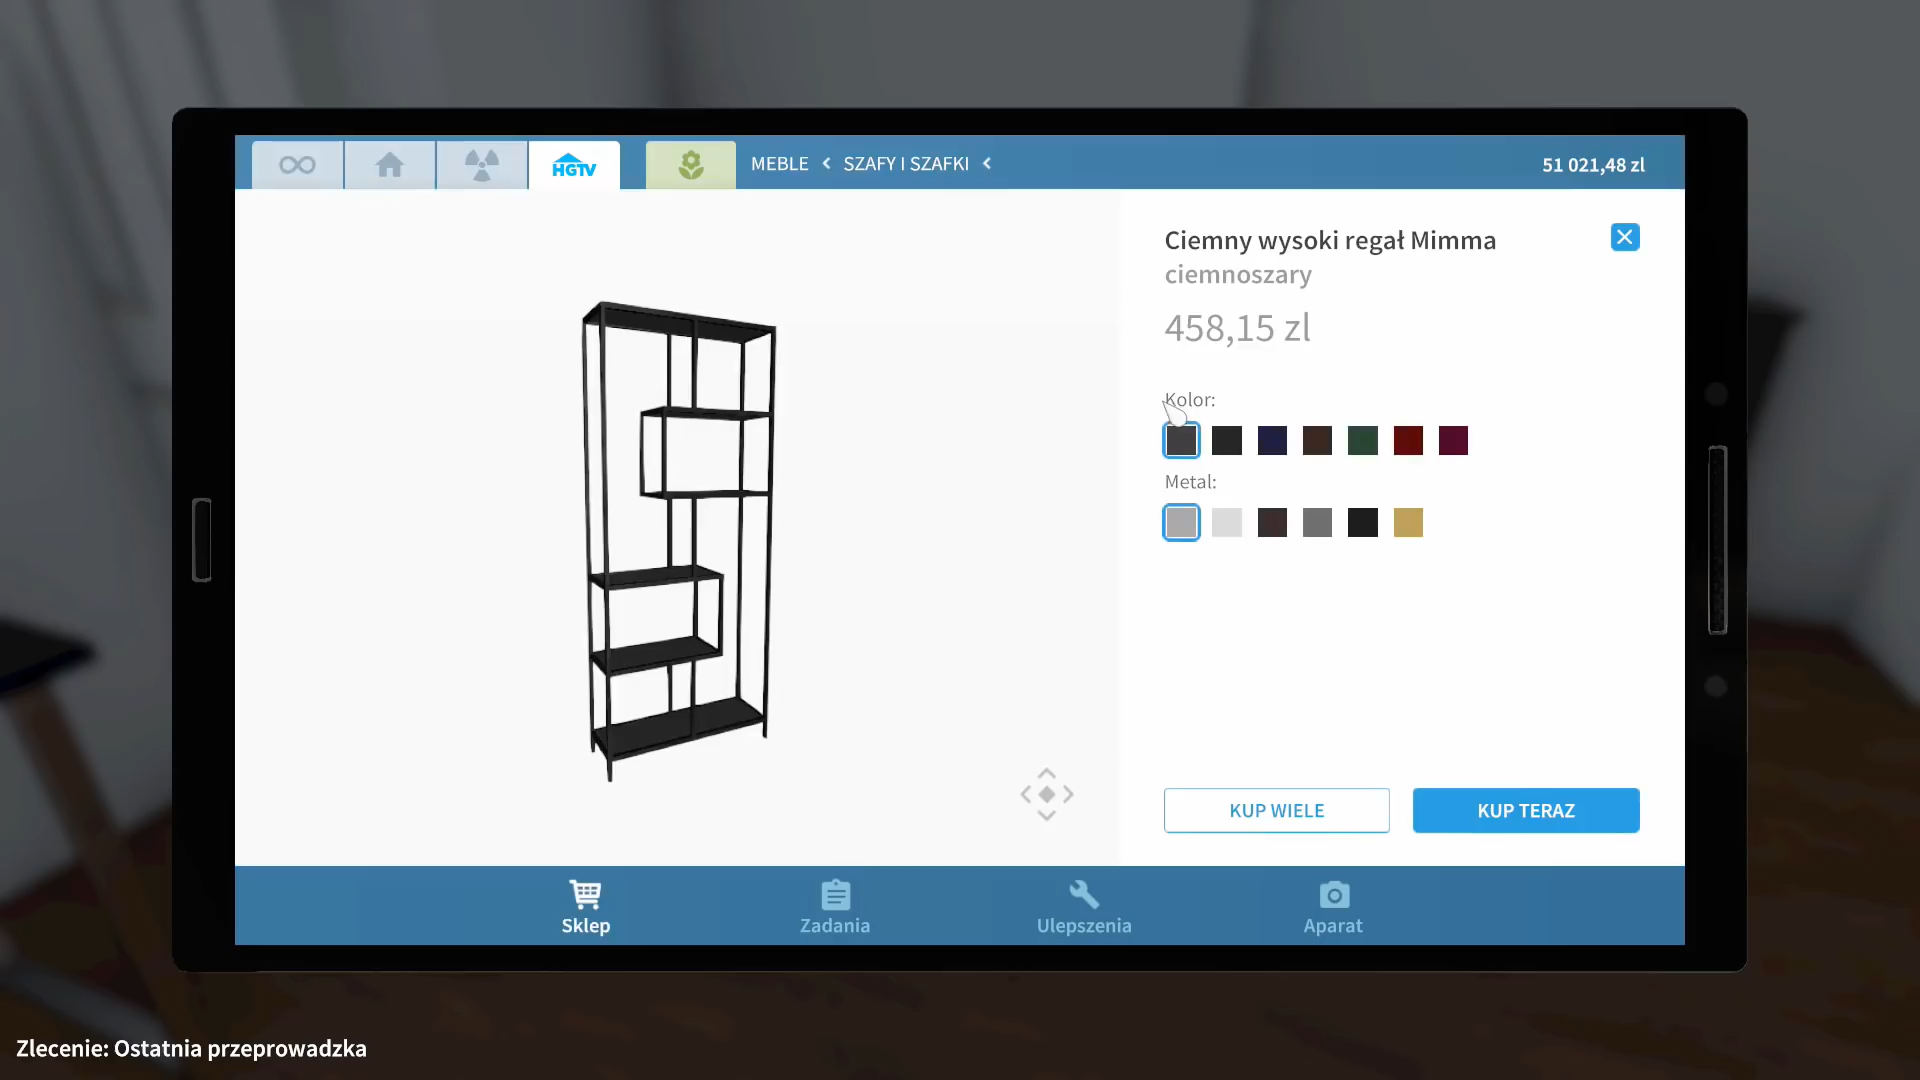 HGTV
MEBLE < SZAFY I SZAFKI <
51 021,48 zl
Ciemny wysoki regał Mimma
ciemnoszary
458,15 zl
Kolor:
Metal:
KUP WIELE
KUP TERAZ
Sklep
Zadania
Ulepszenia
Aparat
Zlecenie: Ostatnia przeprowadzka